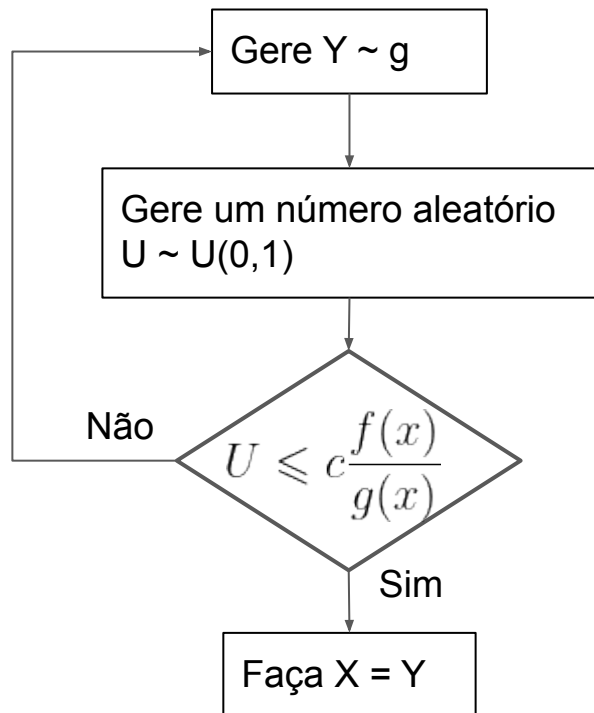 Gere Y ~ g
Gere um número aleatório
U ~ U(0,1)
Não
U ⩽ c f(x)/g(x)
Sim
Faça X = Y